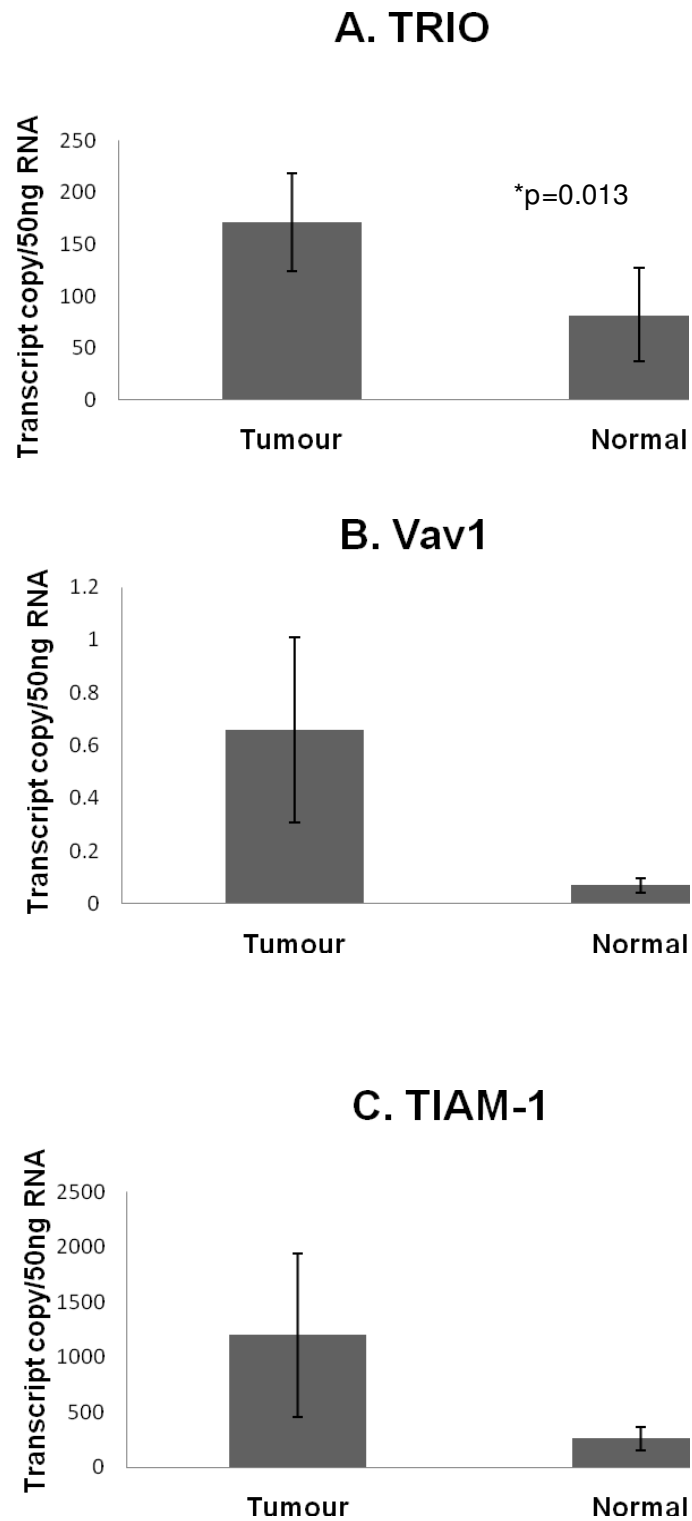 A. TRIO
Transcript copy/50ng RNA
250
200
150
100
50
0
*p=0.013
Tumour Normal
B. Vav1
Transcript copy/50ng RNA
1.2
1
0.8
0.6
0.4
0.2
0
Tumour Normal
C. TIAM-1
Transcript copy/50ng RNA
2500
2000
1500
1000
500
0
Tumour Normal